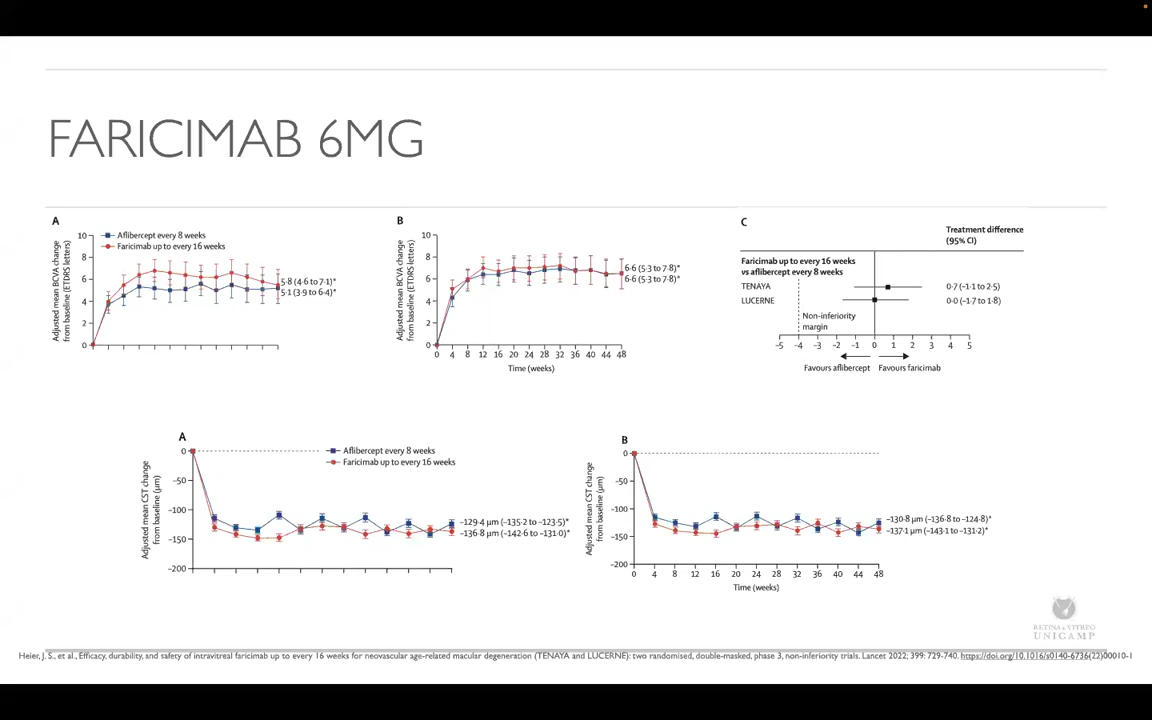 FARICIMAB 6MG
A
Aflibercept every 8 weeks
Faricimab up to every 16 weeks
Adjusted mean BCVA change
from baseline (ETDRS letters)
10
8
6
4
2
0
5·8 (4·6 to 7·1)*
5·1 (3·9 to 6·4)*
B
Adjusted mean BCVA change
from baseline (ETDRS letters)
10
8
6
4
2
0
6·6 (5·3 to 7·8)*
6·6 (5·3 to 7·8)*
0 4 8 12 16 20 24 28 32 36 40 44 48
Time (weeks)
C
Treatment difference
(95% CI)
Faricimab up to every 16 weeks
vs aflibercept every 8 weeks
TENAYA 0·7 (−1·1 to 2·5)
LUCERNE 0·0 (−1·7 to 1·8)
Non-inferiority
margin
−5 −4 −3 −2 −1 0 1 2 3 4 5
Favours aflibercept Favours faricimab
A
Aflibercept every 8 weeks
Faricimab up to every 16 weeks
Adjusted mean CST change
from baseline (μm)
0
−50
−100
−150
−200
−129·4 μm (−135·2 to −123·5)*
−136·8 μm (−142·6 to −131·0)*
B
Adjusted mean CST change
from baseline (μm)
0
−50
−100
−150
−200
−130·8 μm (−136·8 to −124·8)*
−137·1 μm (−143·1 to −131·2)*
0 4 8 12 16 20 24 28 32 36 40 44 48
Time (weeks)
RETINA & VITREO
UNICAMP
Heier, J. S., et al., Efficacy, durability, and safety of intravitreal faricimab up to every 16 weeks for neovascular age-related macular degeneration (TENAYA and LUCERNE): two randomised, double-masked, phase 3, non-inferiority trials. Lancet 2022; 399: 729-740. https://doi.org/10.1016/s0140-6736(22)00010-1